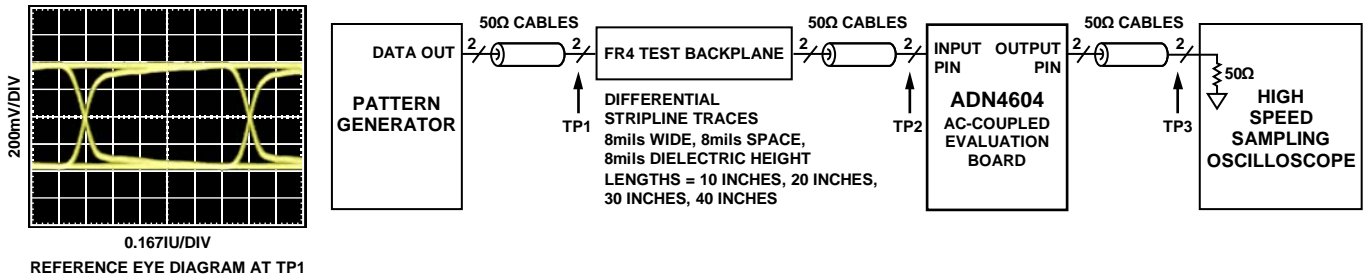 200mV/DIV
0.167IU/DIV
REFERENCE EYE DIAGRAM AT TP1
DATA OUT
PATTERN
GENERATOR
50Ω CABLES
2
2
TP1
FR4 TEST BACKPLANE
DIFFERENTIAL
STRIPLINE TRACES
8mils WIDE, 8mils SPACE,
8mils DIELECTRIC HEIGHT
LENGTHS = 10 INCHES, 20 INCHES,
30 INCHES, 40 INCHES
50Ω CABLES
2
2
TP2
INPUT
PIN
OUTPUT
PIN
ADN4604
AC-COUPLED
EVALUATION
BOARD
50Ω CABLES
2
2
TP3
50Ω
HIGH
SPEED
SAMPLING
OSCILLOSCOPE